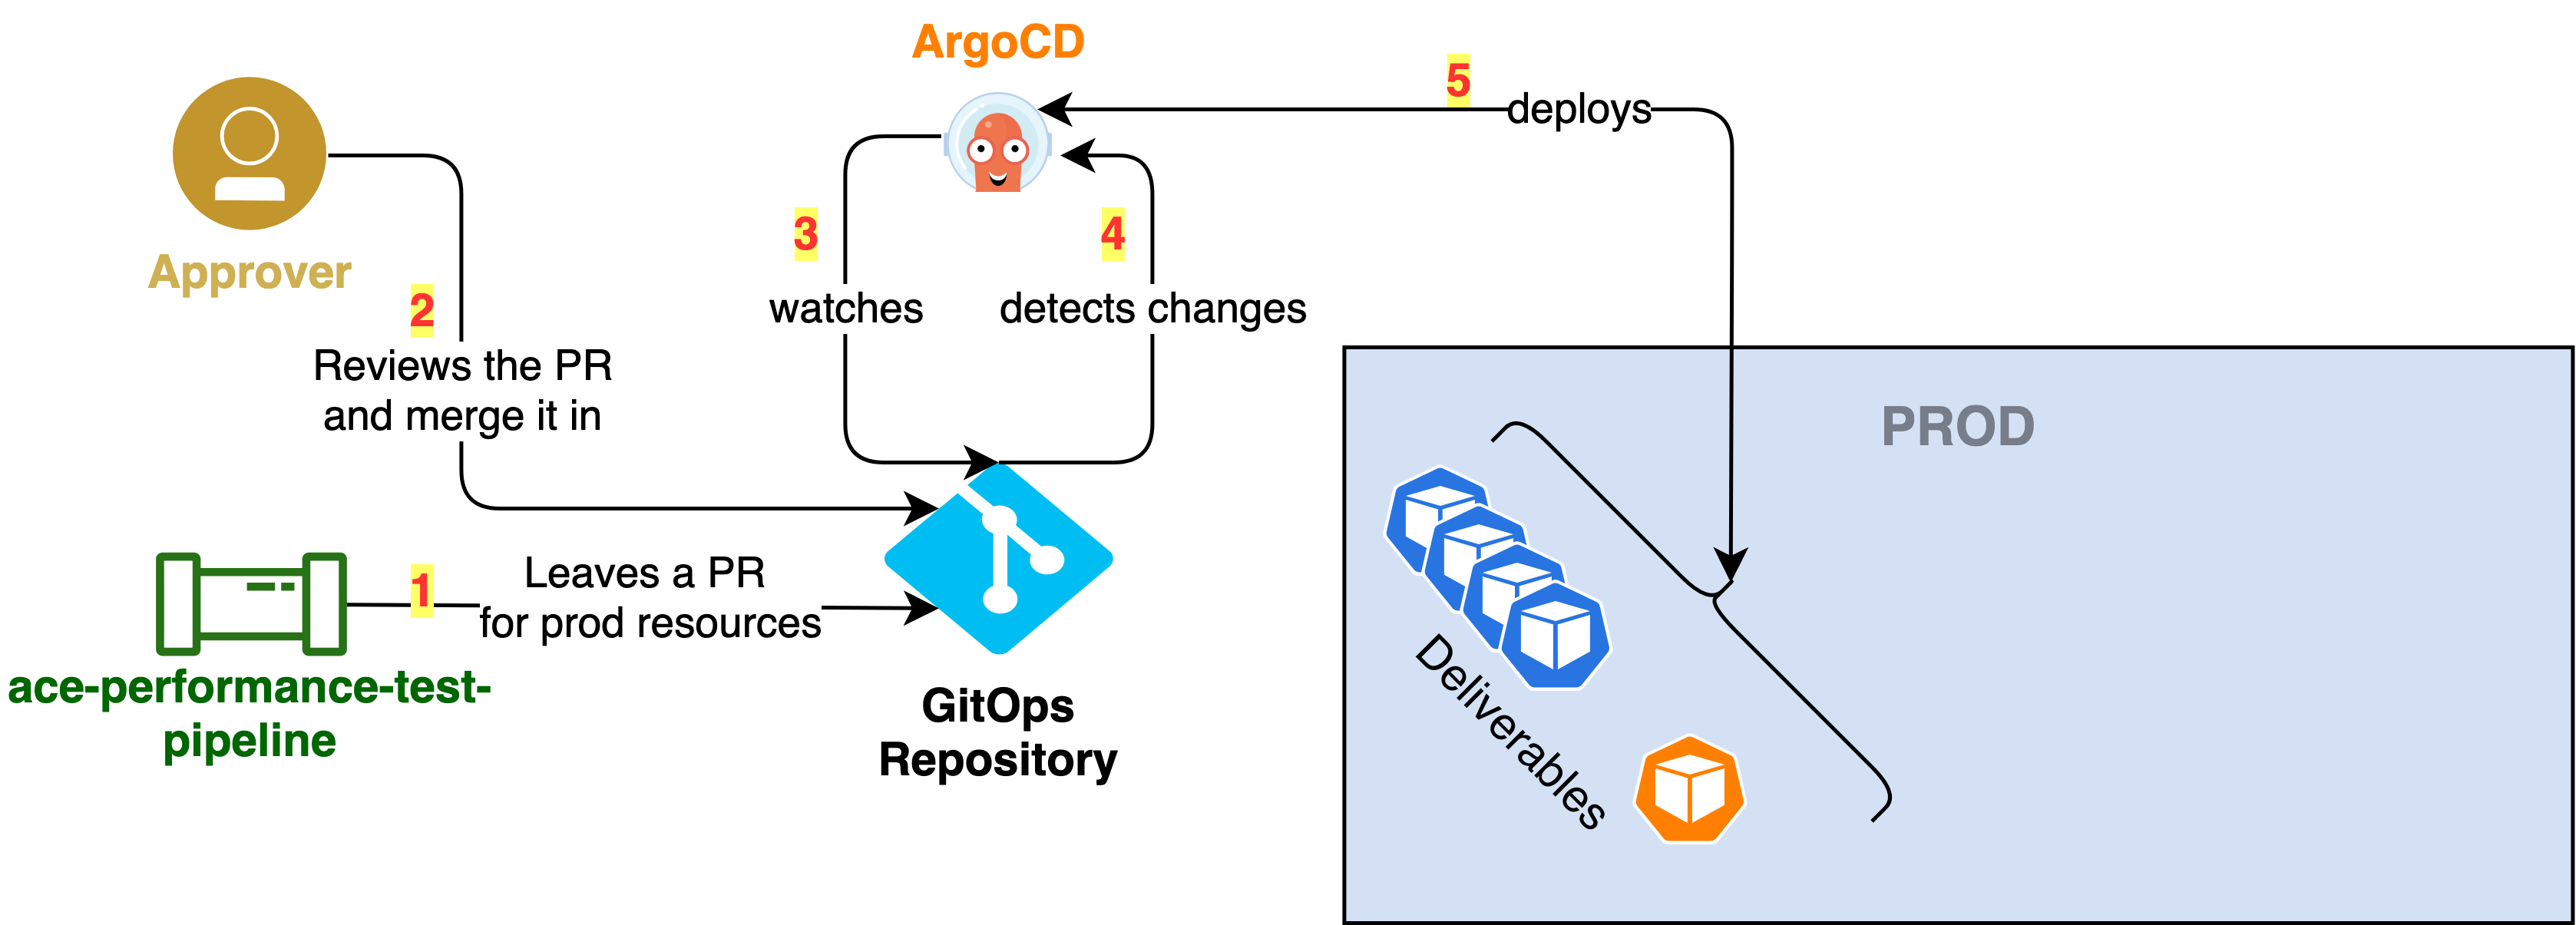 ArgoCD
5
deploys
Approver
3
4
2
watches
detects changes
Reviews the PR
and merge it in
PROD
1
Leaves a PR
for prod resources
ace-performance-test-
pipeline
GitOps
Repository
Deliverables